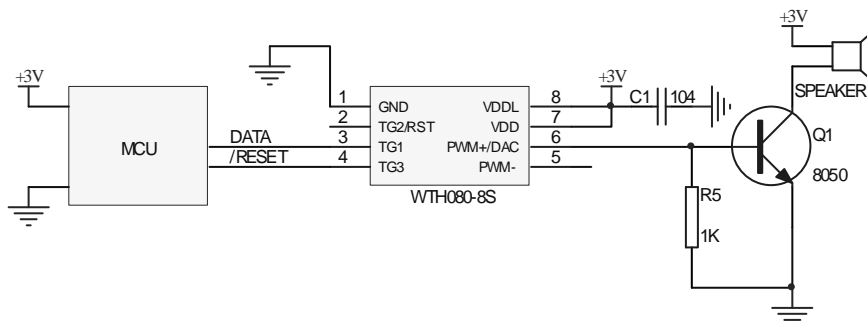 +3V
MCU
DATA
/RESET
1
2
3
4
GND
TG2/RST
TG1
TG3
VDDL
VDD
PWM+/DAC
PWM-
8
7
6
5
WTH080-8S
+3V
C1
104
R5
1K
+3V
SPEAKER
Q1
8050